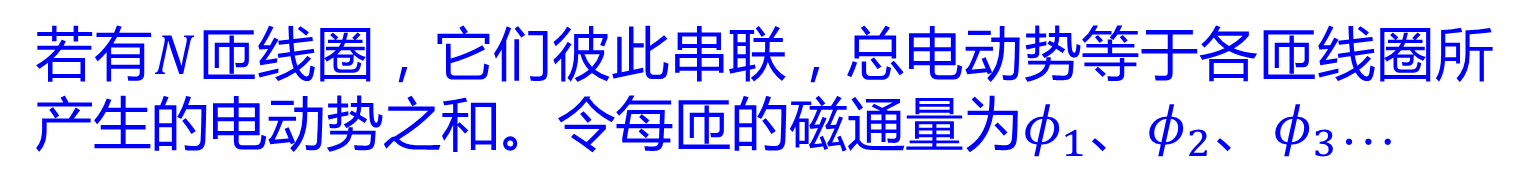 若有𝑁匝线圈，它们彼此串联，总电动势等于各匝线圈所
产生的电动势之和。令每匝的磁通量为𝜙₁、𝜙₂、𝜙₃⋯